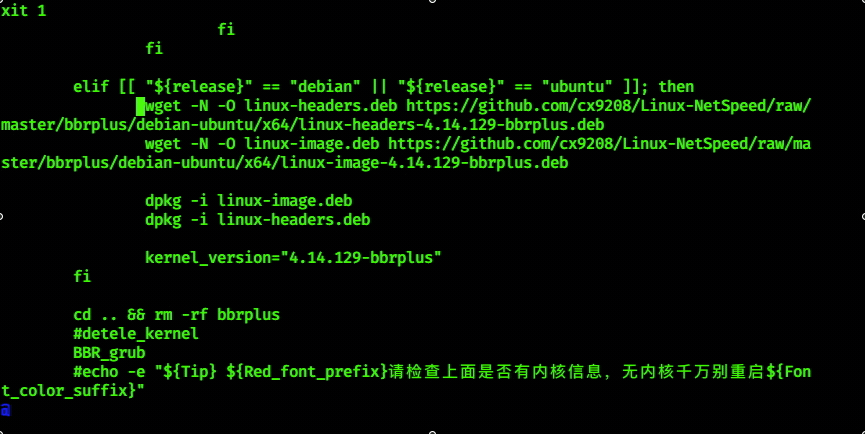 xit 1
fi
fi
elif [[ "${release}" == "debian" || "${release}" == "ubuntu" ]]; then
wget -N -O linux-headers.deb https://github.com/cx9208/Linux-NetSpeed/raw/
master/bbrplus/debian-ubuntu/x64/linux-headers-4.14.129-bbrplus.deb
wget -N -O linux-image.deb https://github.com/cx9208/Linux-NetSpeed/raw/ma
ster/bbrplus/debian-ubuntu/x64/linux-image-4.14.129-bbrplus.deb
dpkg -i linux-image.deb
dpkg -i linux-headers.deb
kernel_version="4.14.129-bbrplus"
fi
cd .. && rm -rf bbrplus
#detele_kernel
BBR_grub
#echo -e "${Tip} ${Red_font_prefix}请检查上面是否有内核信息，无内核千万别重启${Fon
t_color_suffix}"
@